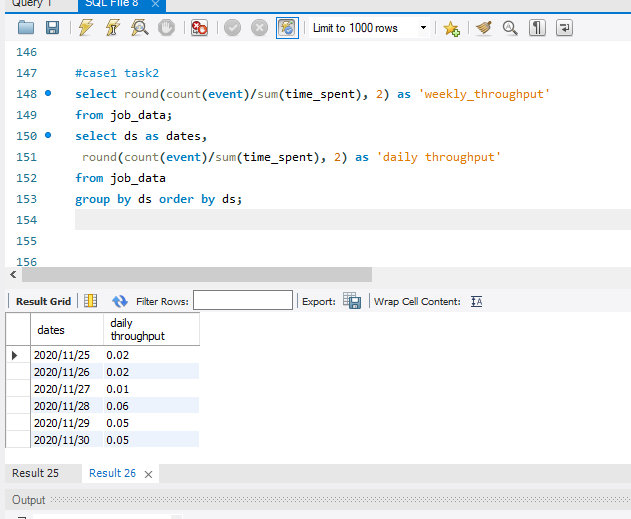 Query 1
SQL File 8
Limit to 1000 rows
146
147 #case1 task2
148 select round(count(event)/sum(time_spent), 2) as 'weekly_throughput'
149 from job_data;
150 select ds as dates,
151 round(count(event)/sum(time_spent), 2) as 'daily throughput'
152 from job_data
153 group by ds order by ds;
154
155
156
Result Grid Filter Rows: Export: Wrap Cell Content:
dates daily throughput
2020/11/25 0.02
2020/11/26 0.02
2020/11/27 0.01
2020/11/28 0.06
2020/11/29 0.05
2020/11/30 0.05
Result 25 Result 26
Output